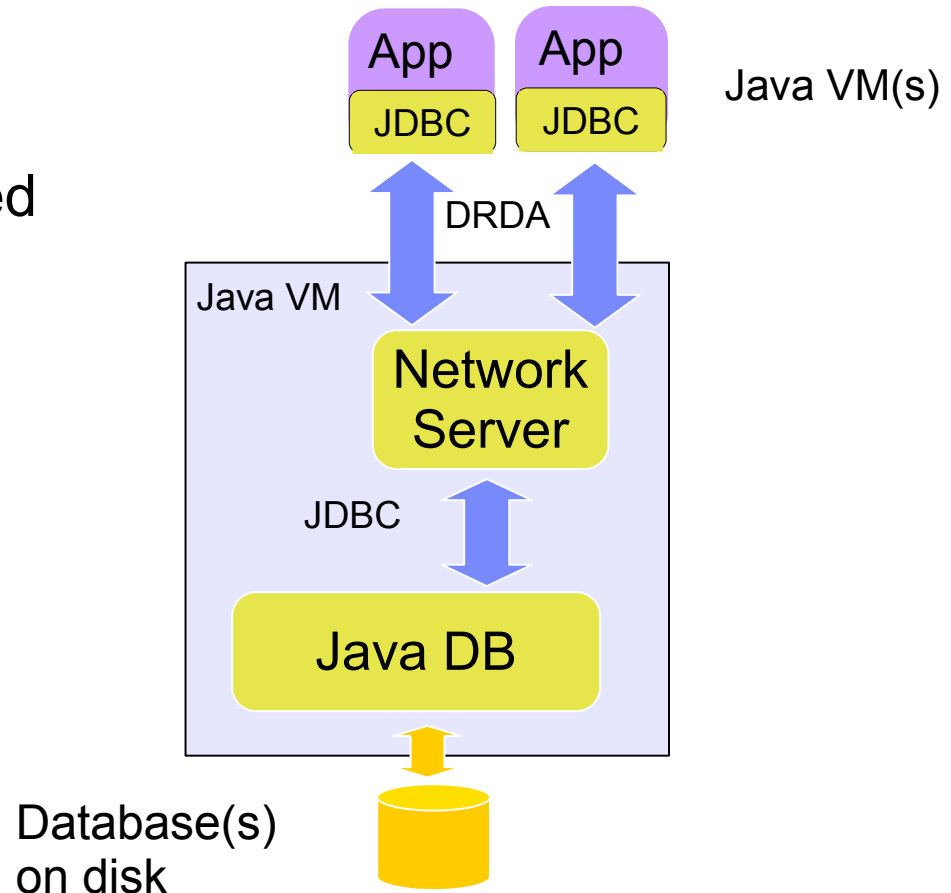 App
App
Java VM(s)
JDBC
JDBC
DRDA
Java VM
Network
Server
JDBC
Java DB
Database(s)
on disk